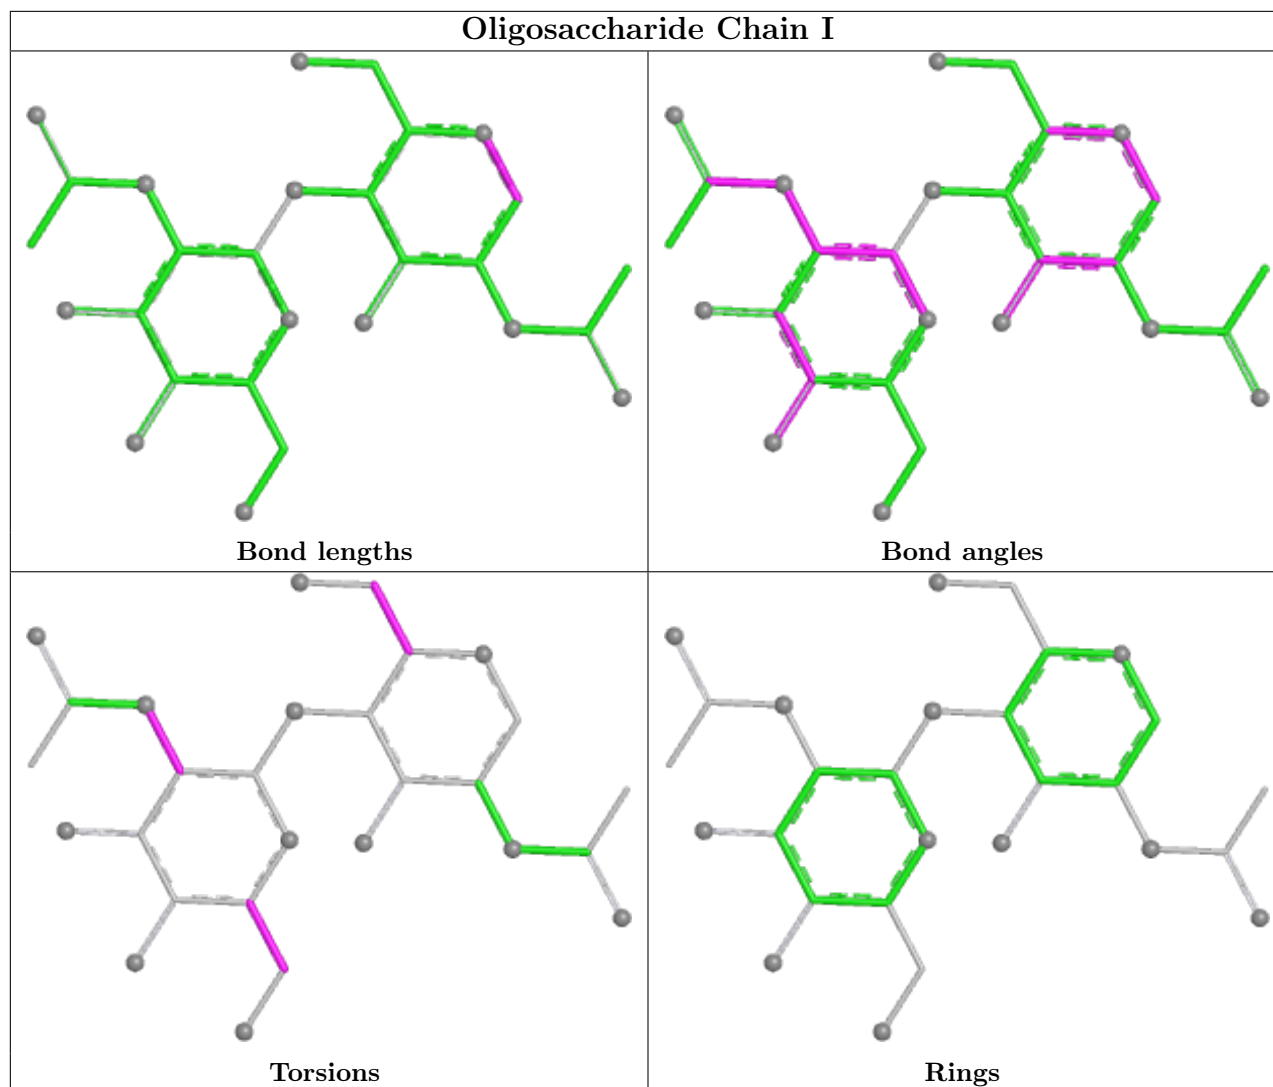 Oligosaccharide Chain I
Bond lengths
Bond angles
Torsions
Rings